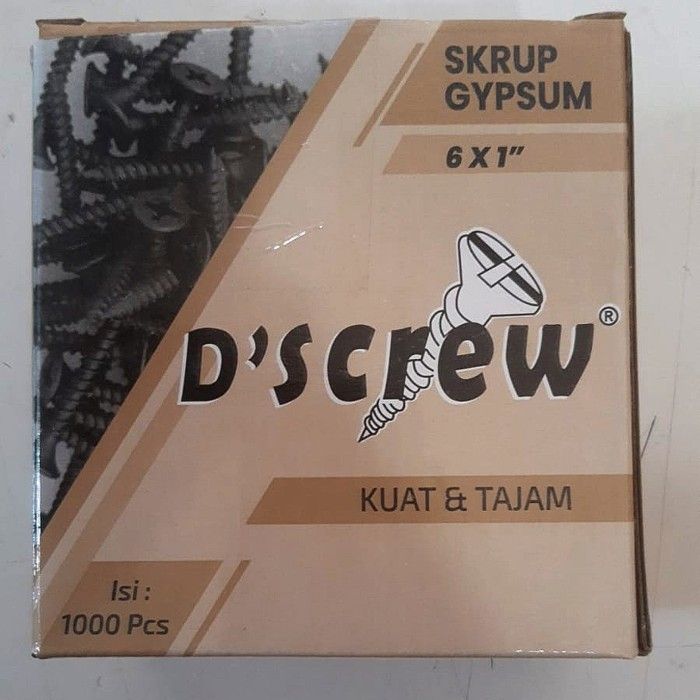 SKRUP
GYPSUM
6 X 1"
D'screw®
KUAT & TAJAM
Isi :
1000 Pcs